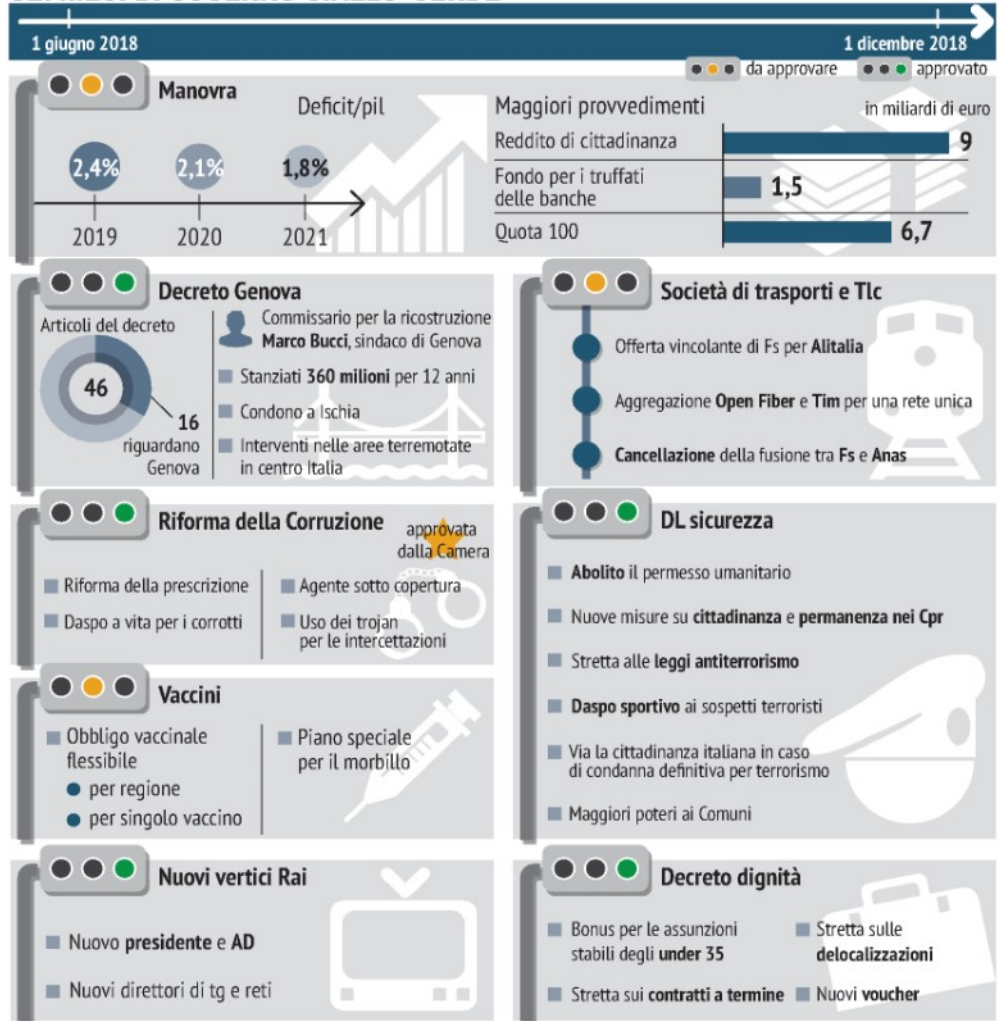 1 giugno 2018
1 dicembre 2018
da approvare
approvato
Manovra
Deficit/pil
2,4%
2,1%
1,8%
2019
2020
2021
Maggiori provvedimenti
in miliardi di euro
Reddito di cittadinanza
9
Fondo per i truffati
delle banche
1,5
Quota 100
6,7
Decreto Genova
Articoli del decreto
46
16
riguardano
Genova
Commissario per la ricostruzione
Marco Bucci, sindaco di Genova
Stanziati 360 milioni per 12 anni
Condono a Ischia
Interventi nelle aree terremotate
in centro Italia
Società di trasporti e Tlc
Offerta vincolante di Fs per Alitalia
Aggregazione Open Fiber e Tim per una rete unica
Cancellazione della fusione tra Fs e Anas
Riforma della Corruzione
approvata
dalla Camera
Riforma della prescrizione
Daspo a vita per i corrotti
Agente sotto copertura
Uso dei trojan
per le intercettazioni
DL sicurezza
Abolito il permesso umanitario
Nuove misure su cittadinanza e permanenza nei Cpr
Stretta alle leggi antiterrorismo
Daspo sportivo ai sospetti terroristi
Via la cittadinanza italiana in caso
di condanna definitiva per terrorismo
Maggiori poteri ai Comuni
Vaccini
Obbligo vaccinale
flessibile
per regione
per singolo vaccino
Piano speciale
per il morbillo
Nuovi vertici Rai
Nuovo presidente e AD
Nuovi direttori di tg e reti
Decreto dignità
Bonus per le assunzioni
stabili degli under 35
Stretta sui contratti a termine
Stretta sulle
delocalizzazioni
Nuovi voucher